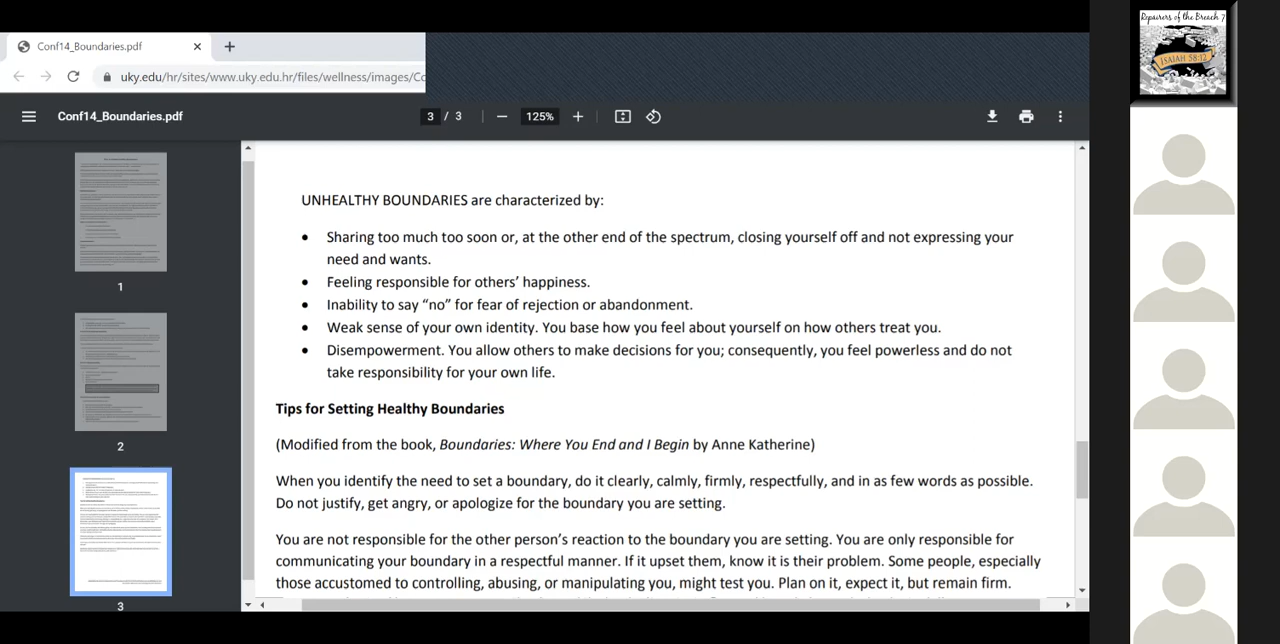 Conf14_Boundaries.pdf
uky.edu/hr/sites/www.uky.edu.hr/files/wellness/images/Co
Conf14_Boundaries.pdf
3 / 3
125%
UNHEALTHY BOUNDARIES are characterized by:
• Sharing too much too soon or, at the other end of the spectrum, closing yourself off and not expressing your
need and wants.
• Feeling responsible for others’ happiness.
• Inability to say “no” for fear of rejection or abandonment.
• Weak sense of your own identity. You base how you feel about yourself on how others treat you.
• Disempowerment. You allow others to make decisions for you; consequently, you feel powerless and do not
take responsibility for your own life.
Tips for Setting Healthy Boundaries
(Modified from the book, Boundaries: Where You End and I Begin by Anne Katherine)
When you identify the need to set a boundary, do it clearly, calmly, firmly, respectfully, and in as few words as possible.
Do not justify, get angry, or apologize for the boundary you are setting.
You are not responsible for the other person’s reaction to the boundary you are setting. You are only responsible for
communicating your boundary in a respectful manner. If it upset them, know it is their problem. Some people, especially
those accustomed to controlling, abusing, or manipulating you, might test you. Plan on it, expect it, but remain firm.
1
2
3
Repairers of the Breach 7
ISAIAH 58:12